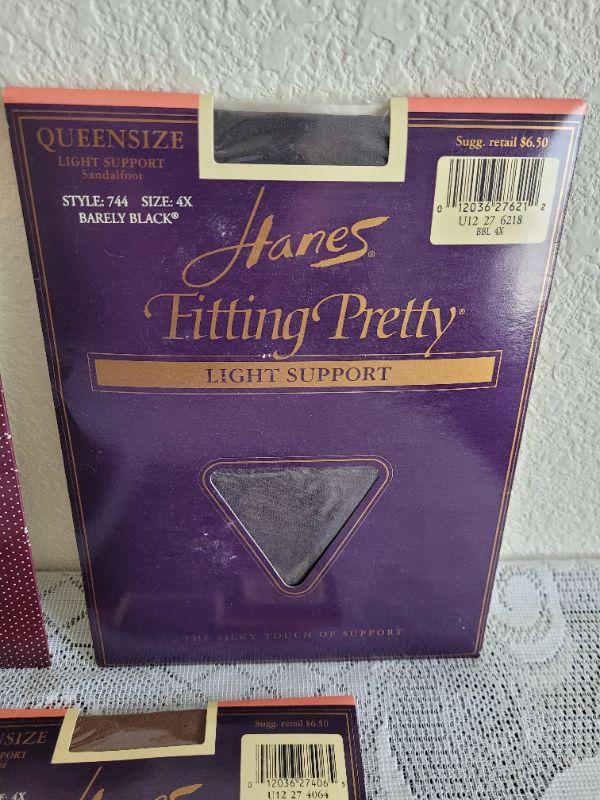 QUEENSIZE
LIGHT SUPPORT
Sandalfoot
STYLE: 744 SIZE: 4X
BARELY BLACK®
Sugg. retail $6.50
0 12036 27621 2
U12 27 6218
BBL 4X
Hanes®
Fitting Pretty®
LIGHT SUPPORT
THE SILKY TOUCH OF SUPPORT
Sugg. retail $6.50
0 12036 27406 5
U12 27 4064
4X